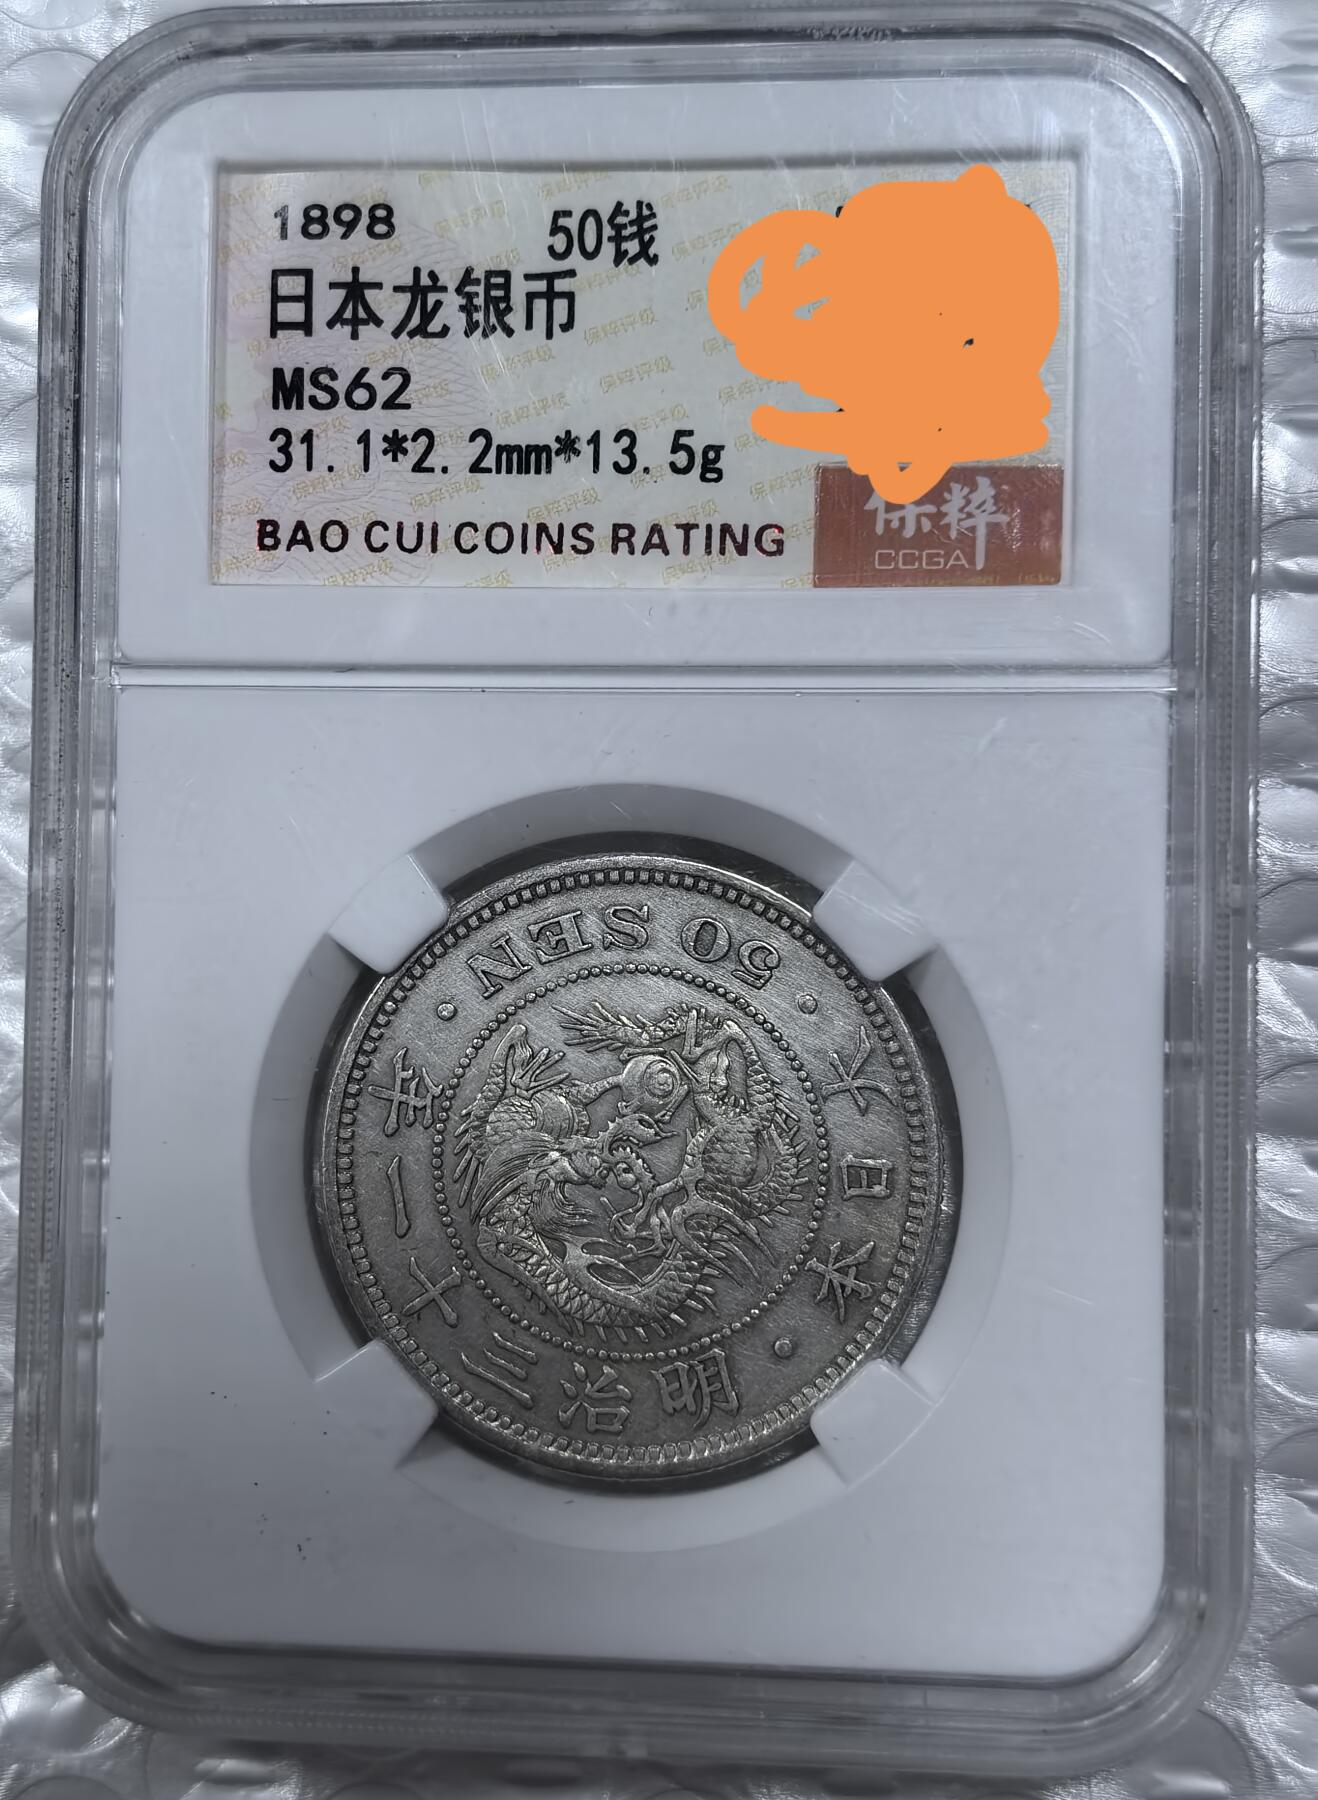 1898 50钱
日本龙银币
MS62
31.1*2.2mm*13.5g
BAO CUI COINS RATING
保粹
CCGA
大日本 · 明治三十一年 · 50 SEN ·